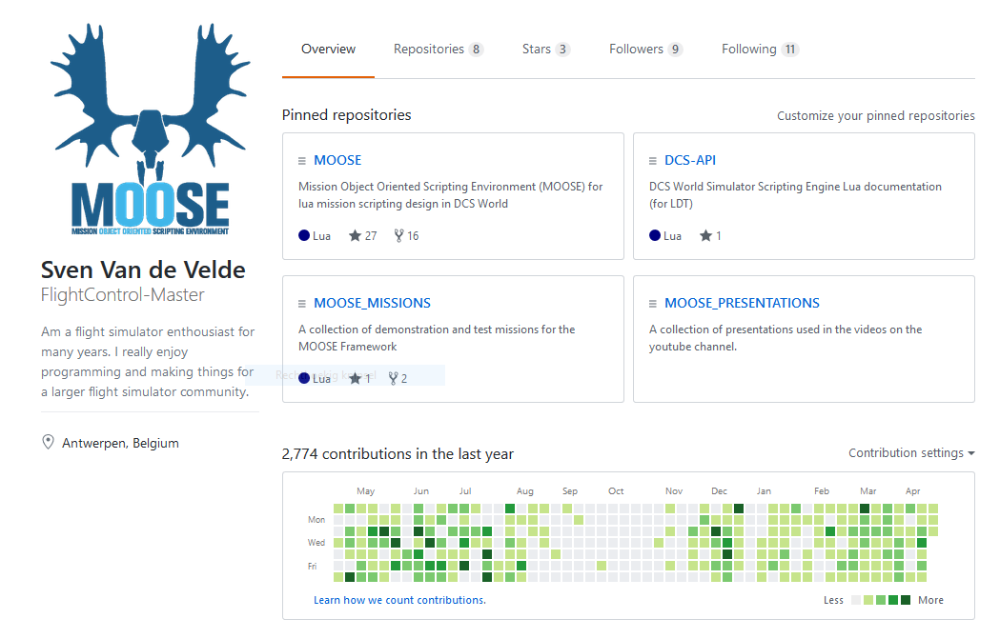 MOOSE
MISSION OBJECT ORIENTED SCRIPTING ENVIRONMENT
Sven Van de Velde
FlightControl-Master
Am a flight simulator enthousiast for
many years. I really enjoy
programming and making things for
a larger flight simulator community.
Antwerpen, Belgium
Overview Repositories 8 Stars 3 Followers 9 Following 11
Pinned repositories Customize your pinned repositories
MOOSE
Mission Object Oriented Scripting Environment (MOOSE) for
lua mission scripting design in DCS World
Lua 27 16
DCS-API
DCS World Simulator Scripting Engine Lua documentation
(for LDT)
Lua 1
MOOSE_MISSIONS
A collection of demonstration and test missions for the
MOOSE Framework
Lua 1 2
MOOSE_PRESENTATIONS
A collection of presentations used in the videos on the
youtube channel.
2,774 contributions in the last year Contribution settings
May Jun Jul Aug Sep Oct Nov Dec Jan Feb Mar Apr
Mon
Wed
Fri
Learn how we count contributions. Less More